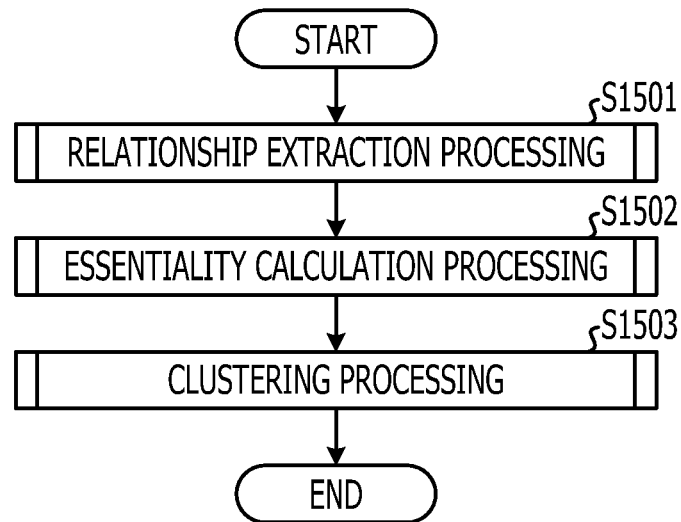 START
S1501
RELATIONSHIP EXTRACTION PROCESSING
S1502
ESSENTIALITY CALCULATION PROCESSING
S1503
CLUSTERING PROCESSING
END